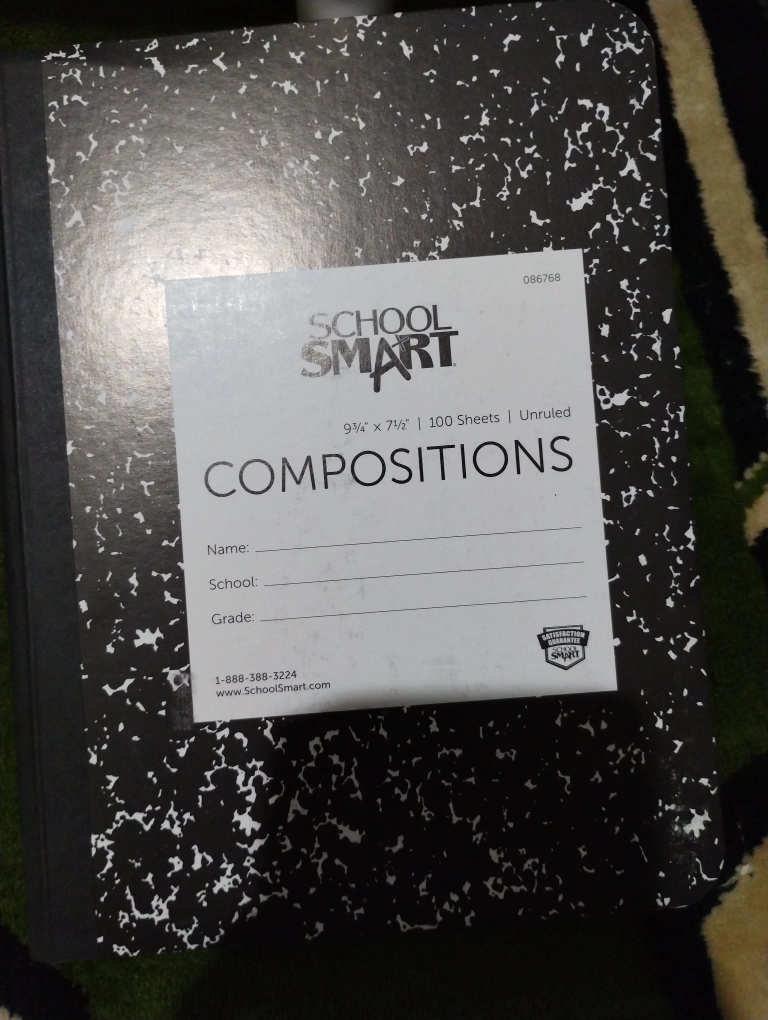 086768
SCHOOL
SMART
9¾" x 7½" | 100 Sheets | Unruled
COMPOSITIONS
Name:
School:
Grade:
SATISFACTION
GUARANTEE
SCHOOL
SMART
1-888-388-3224
www.SchoolSmart.com